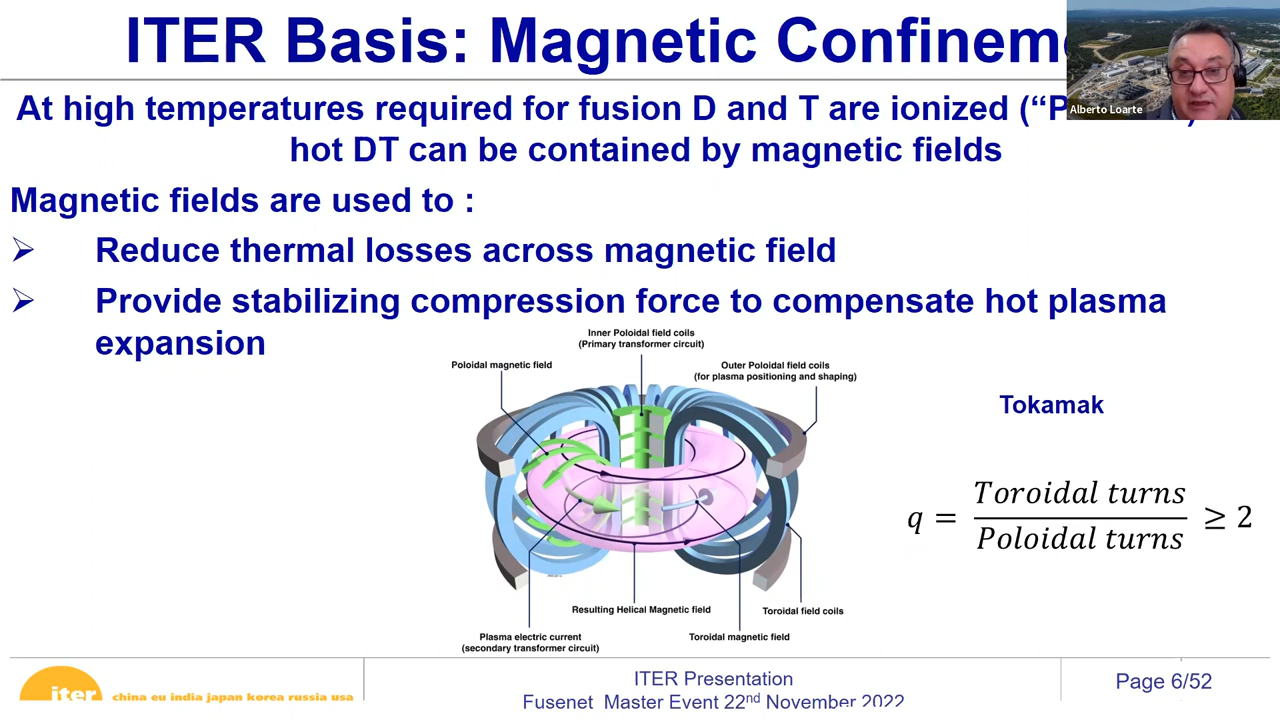 ITER Basis: Magnetic
Alberto Loarte
At high temperatures required for fusion D and T are ionized
hot DT can be contained by magnetic fields
Magnetic fields are used to :
➢ Reduce thermal losses across magnetic field
➢ Provide stabilizing compression force to compensate hot plasma
expansion
Inner Poloidal field coils
(Primary transformer circuit)
Poloidal magnetic field
Outer Poloidal field coils
(for plasma positioning and shaping)
Tokamak
q = Toroidal turns / Poloidal turns ≥ 2
Resulting Helical Magnetic field
Toroidal field coils
Plasma electric current
(secondary transformer circuit)
Toroidal magnetic field
iter
china eu india japan korea russia usa
ITER Presentation
Fusenet Master Event 22nd November 2022
Page 6/52